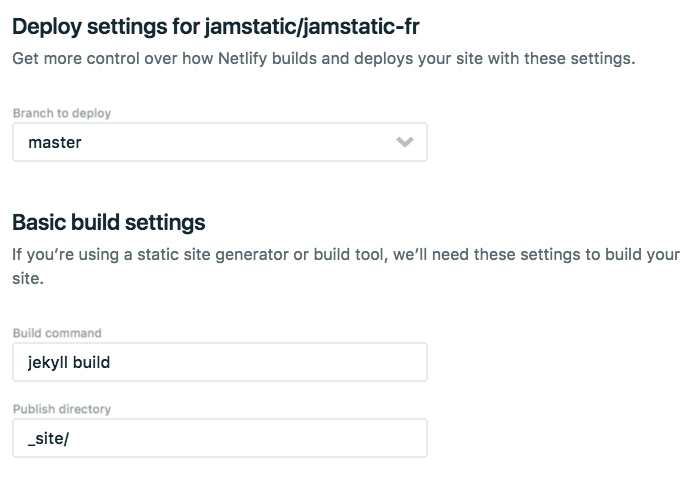 Deploy settings for jamstatic/jamstatic-fr
Get more control over how Netlify builds and deploys your site with these settings.
Branch to deploy
master
Basic build settings
If you’re using a static site generator or build tool, we’ll need these settings to build your
site.
Build command
jekyll build
Publish directory
_site/